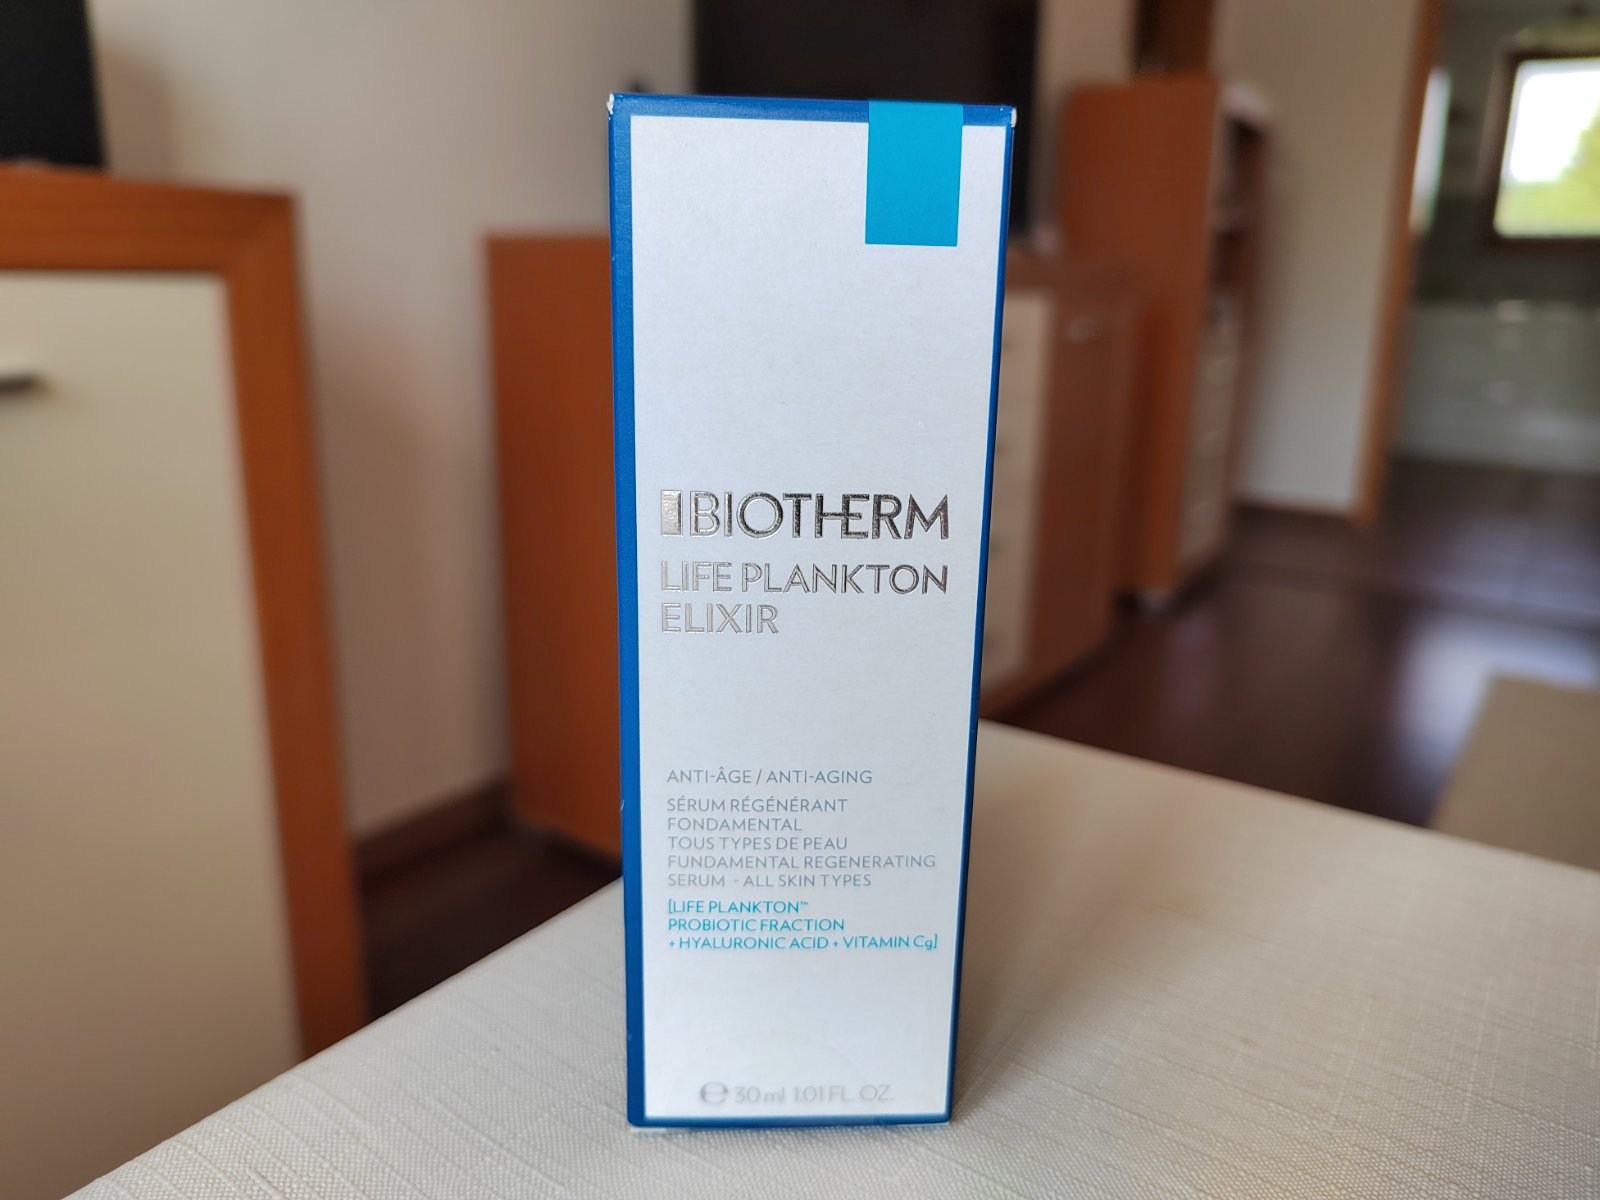 BIOTHERM
LIFE PLANKTON
ELIXIR
ANTI-ÂGE / ANTI-AGING
SÉRUM RÉGÉNÉRANT
FONDAMENTAL
TOUS TYPES DE PEAU
FUNDAMENTAL REGENERATING
SERUM - ALL SKIN TYPES
[LIFE PLANKTON™
PROBIOTIC FRACTION
+ HYALURONIC ACID + VITAMIN Cg]
℮ 30 ml 1.01 FL. OZ.